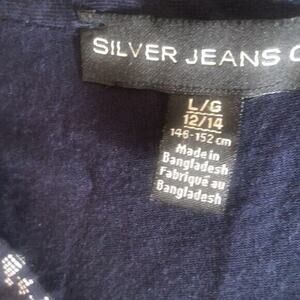 SILVER JEANS C
L/G
12/14
146-152 cm
Made in
Bangladesh
Fabriqué au
Bangladesh